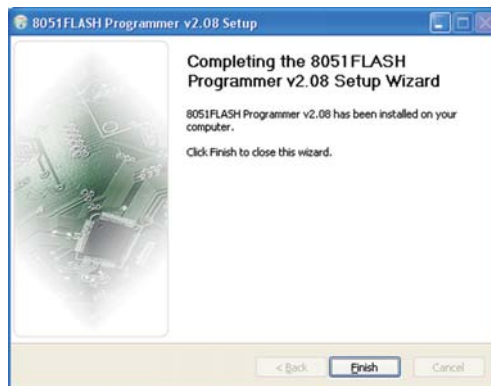 8051FLASH Programmer v2.08 Setup
Completing the 8051FLASH
Programmer v2.08 Setup Wizard
8051FLASH Programmer v2.08 has been installed on your
computer.
Click Finish to close this wizard.
< Back
Finish
Cancel